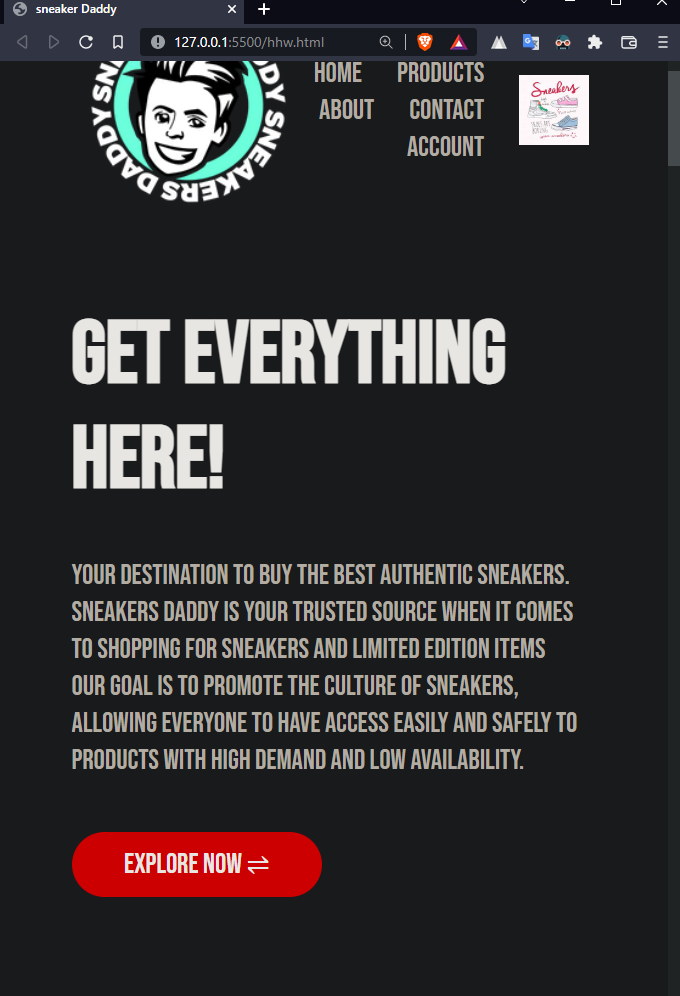 sneaker Daddy
127.0.0.1:5500/hhw.html
SNEAKERS DADDY
HOME PRODUCTS
ABOUT CONTACT
ACCOUNT
Sneakers
GET EVERYTHING
HERE!
YOUR DESTINATION TO BUY THE BEST AUTHENTIC SNEAKERS.
SNEAKERS DADDY IS YOUR TRUSTED SOURCE WHEN IT COMES
TO SHOPPING FOR SNEAKERS AND LIMITED EDITION ITEMS
OUR GOAL IS TO PROMOTE THE CULTURE OF SNEAKERS,
ALLOWING EVERYONE TO HAVE ACCESS EASILY AND SAFELY TO
PRODUCTS WITH HIGH DEMAND AND LOW AVAILABILITY.
EXPLORE NOW ⇌